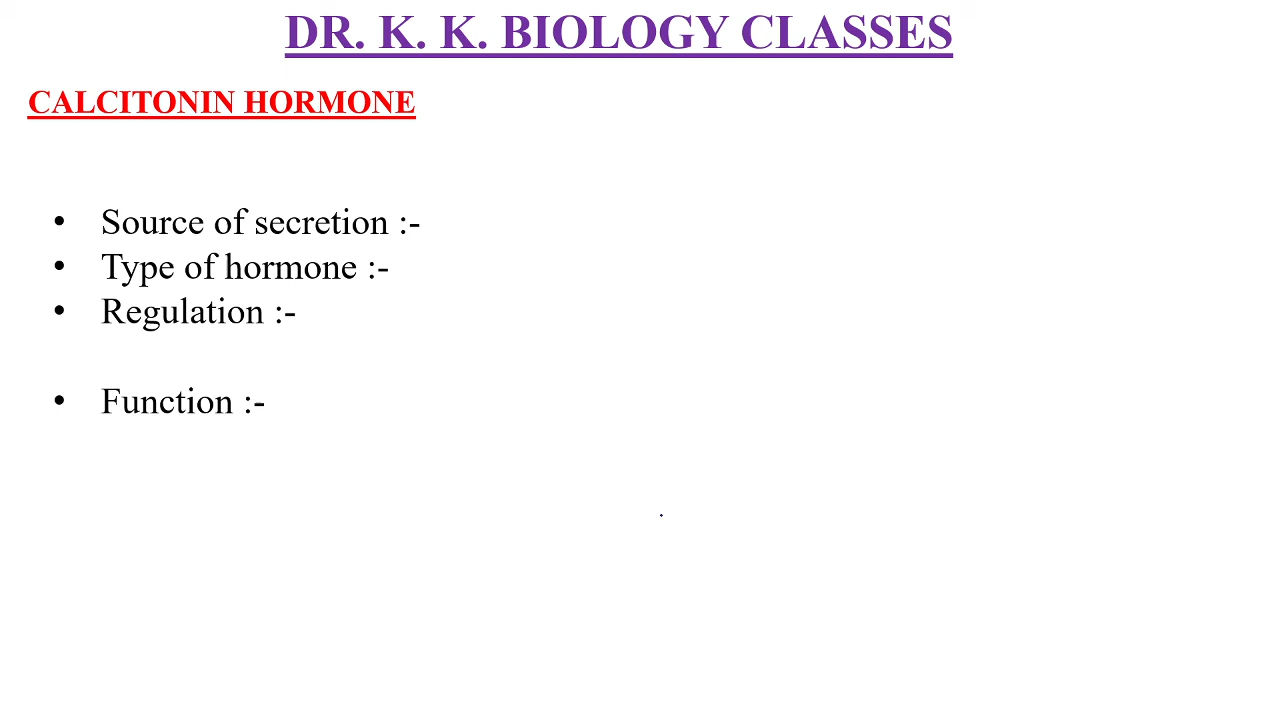 DR. K. K. BIOLOGY CLASSES
CALCITONIN HORMONE
• Source of secretion :-
• Type of hormone :-
• Regulation :-
• Function :-